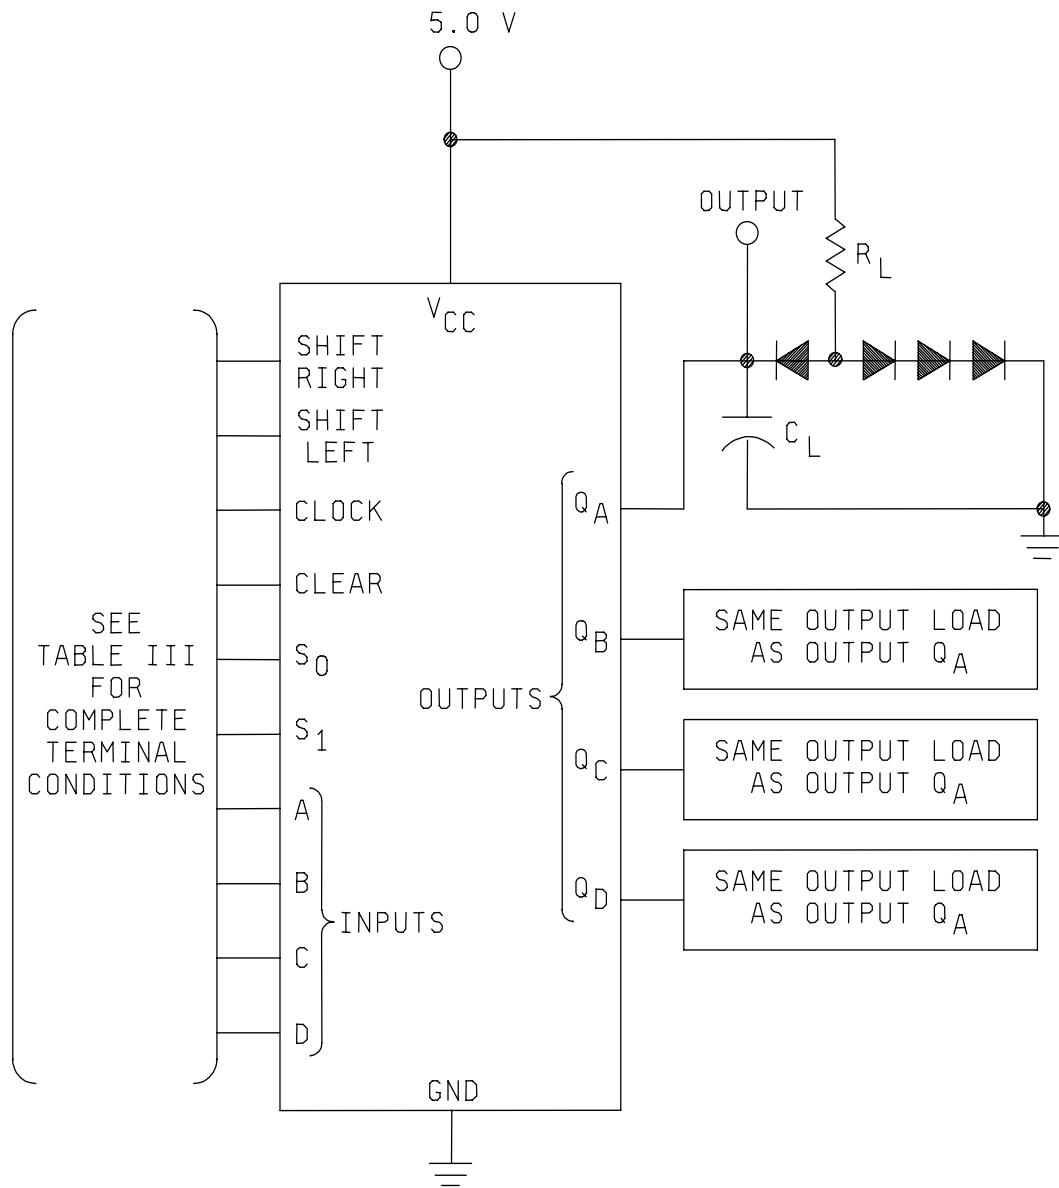 5.0 V
OUTPUT
R L
V CC
SHIFT
RIGHT
SHIFT
LEFT
C L
CLOCK
Q A
CLEAR
SEE
TABLE III
FOR
COMPLETE
TERMINAL
CONDITIONS
S 0
S 1
OUTPUTS
Q B
SAME OUTPUT LOAD
AS OUTPUT Q A
Q C
SAME OUTPUT LOAD
AS OUTPUT Q A
Q D
SAME OUTPUT LOAD
AS OUTPUT Q A
A
B
INPUTS
C
D
GND